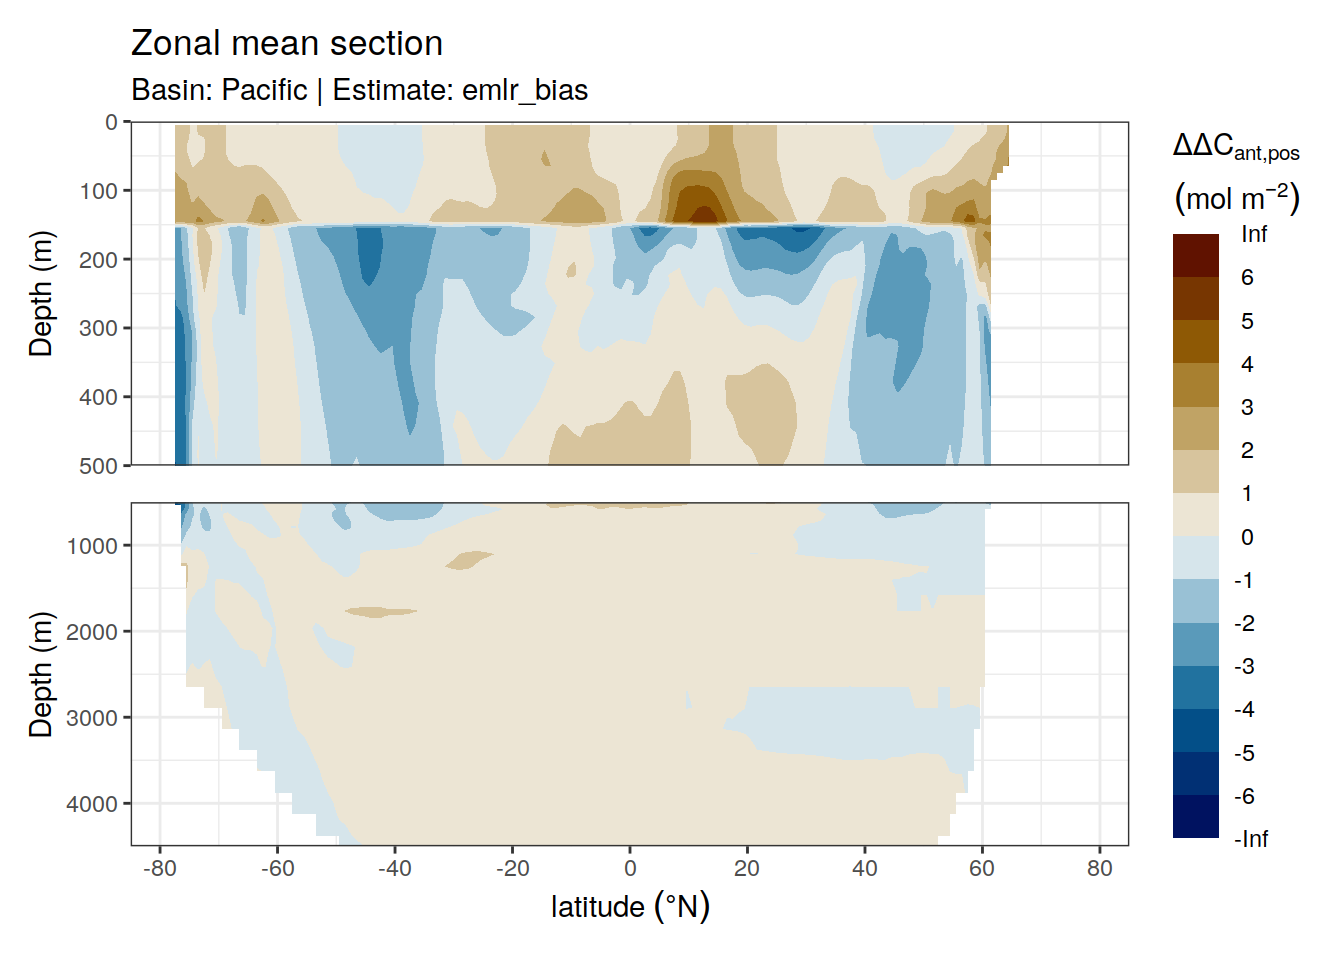 Zonal mean section
Basin: Pacific | Estimate: emlr_bias
0
100
200
300
400
500
Depth (m)
1000
2000
3000
4000
Depth (m)
-80 -60 -40 -20 0 20 40 60 80
latitude (°N)
ΔΔC_ant,pos
(mol m⁻²)
Inf
6
5
4
3
2
1
0
-1
-2
-3
-4
-5
-6
-Inf